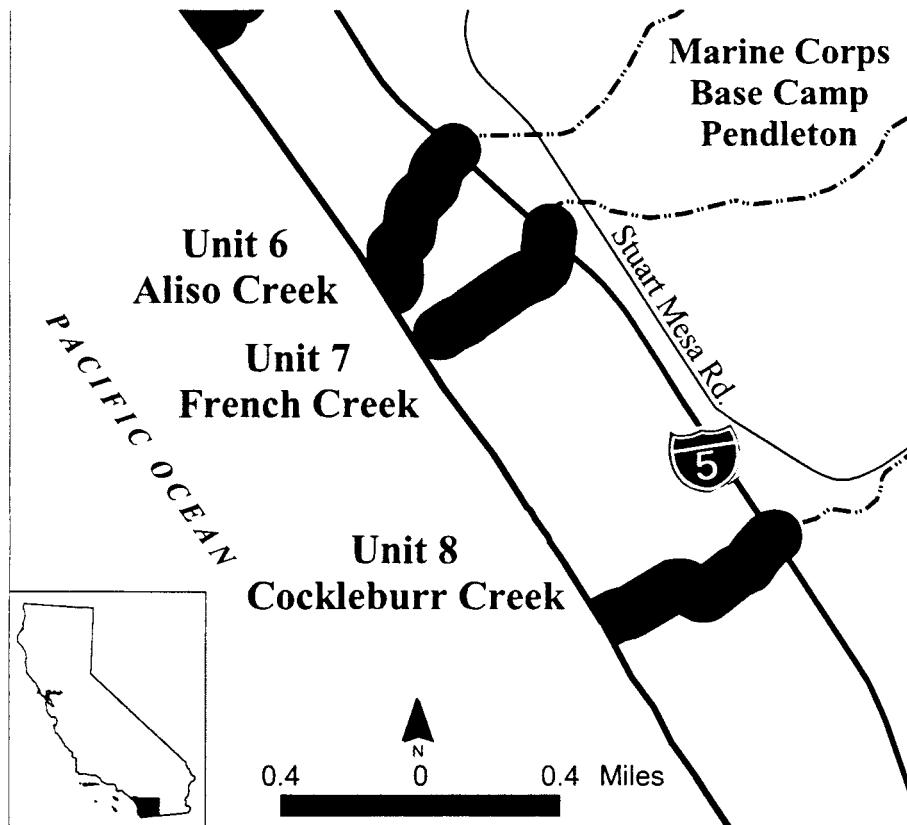 Marine Corps
Base Camp
Pendleton
Unit 6
Aliso Creek
Stuart Mesa Rd.
Unit 7
French Creek
PACIFIC OCEAN
5
Unit 8
Cockleburr Creek
N
0.4 0 0.4 Miles